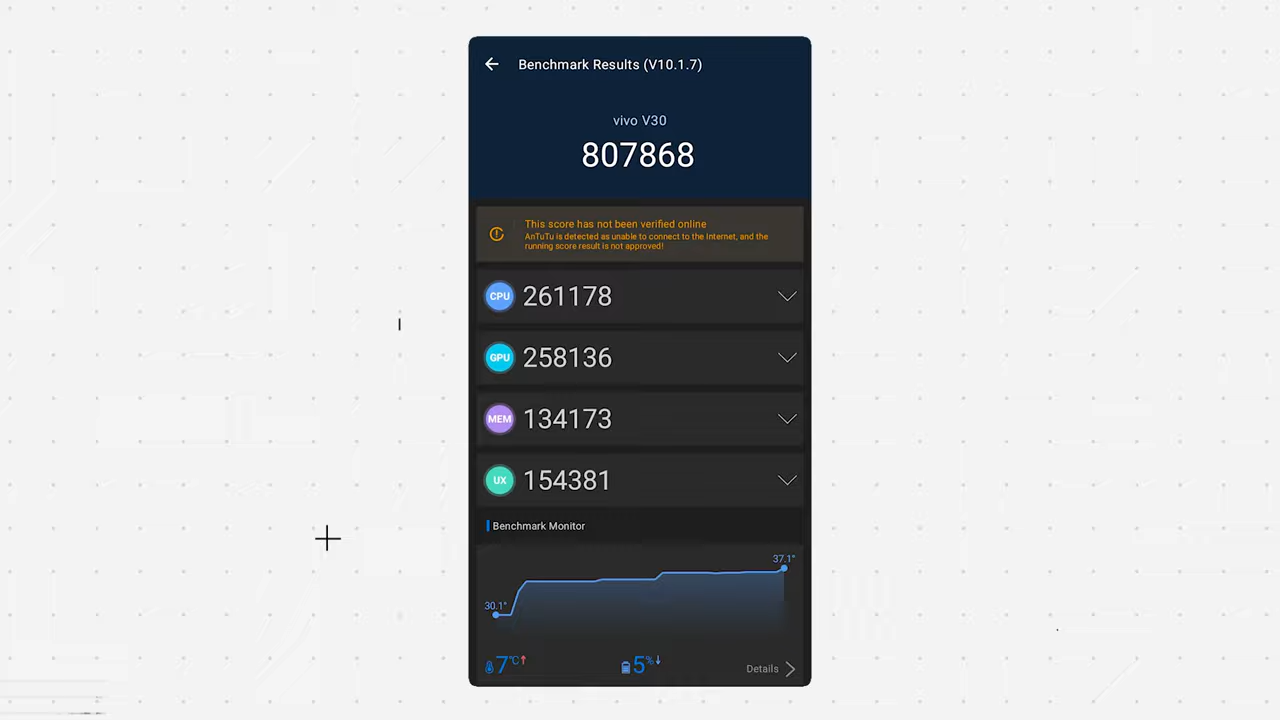 Benchmark Results (V10.1.7)
vivo V30
807868
This score has not been verified online
AnTuTu is detected as unable to connect to the Internet, and the
running score result is not approved!
CPU 261178
GPU 258136
MEM 134173
UX 154381
Benchmark Monitor
37.1°
30.1°
7°C↑ 5%↓ Details